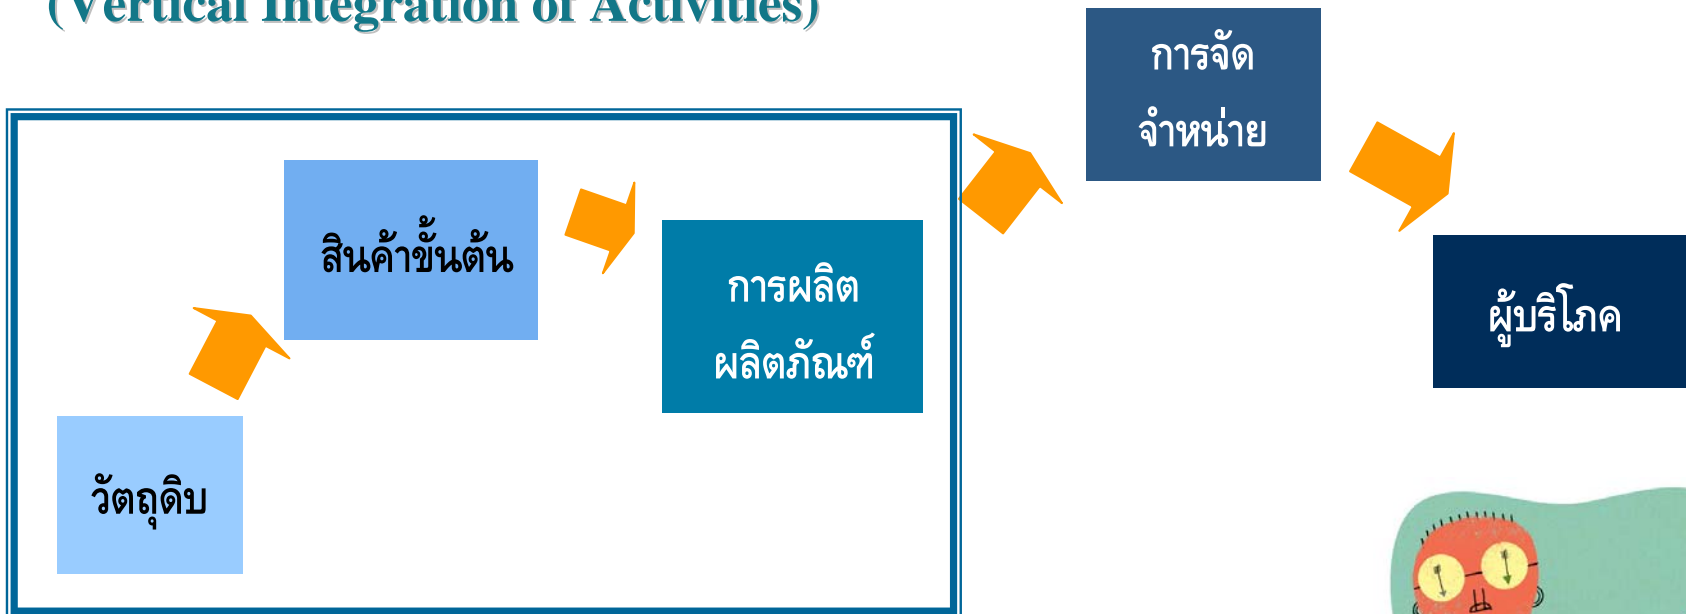 (Vertical Integration of Activities)
การจัด
จำหน่าย
สินค้าขั้นต้น
การผลิต
ผลิตภัณฑ์
ผู้บริโภค
วัตถุดิบ